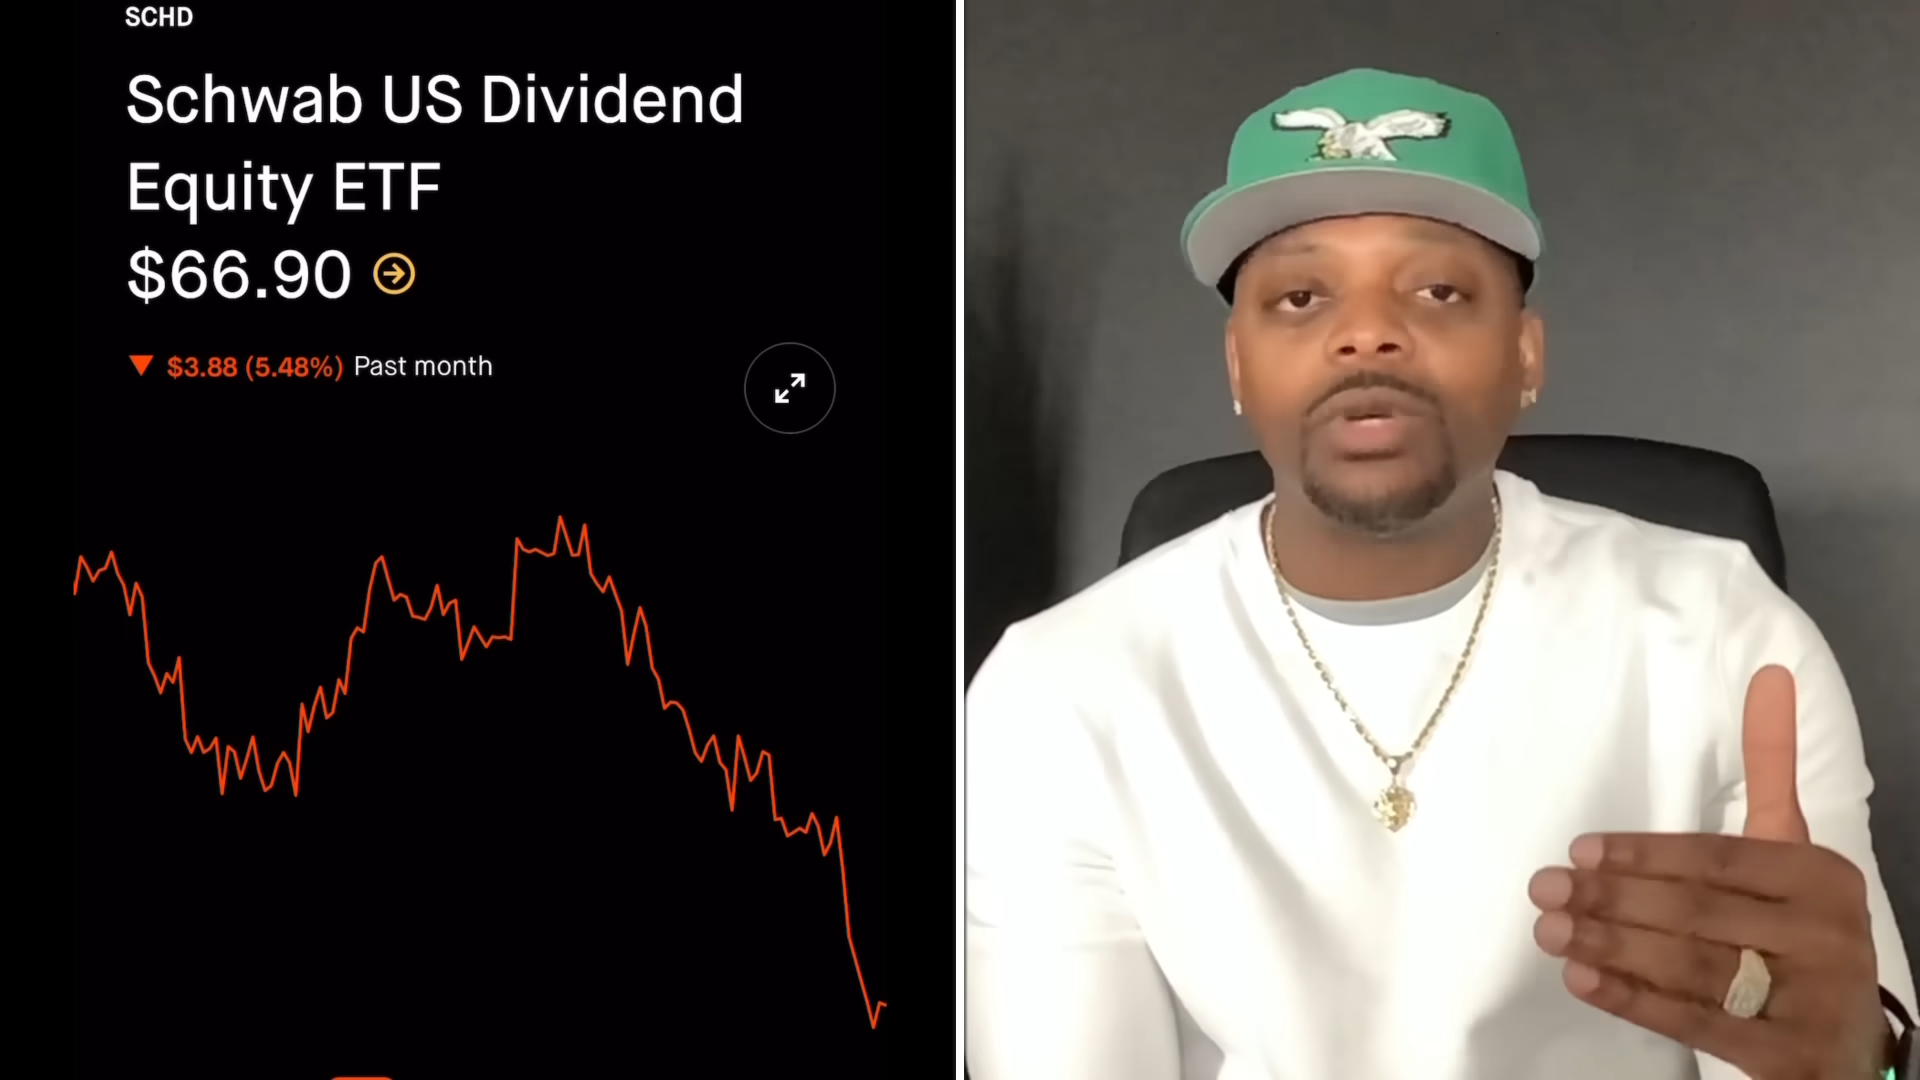 SCHD
Schwab US Dividend
Equity ETF
$66.90
▼ $3.88 (5.48%) Past month